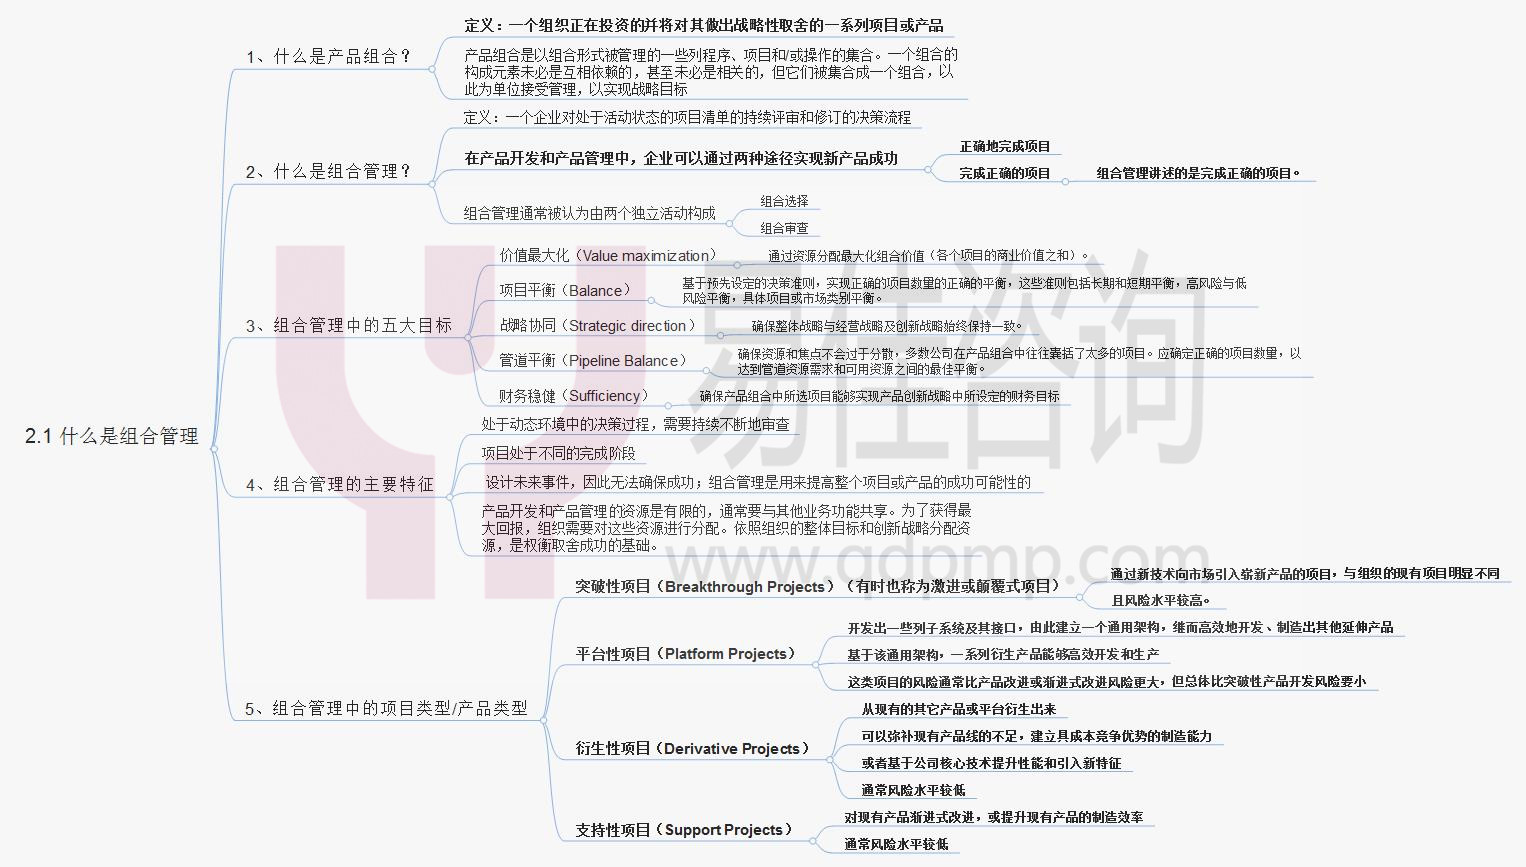 2.1 什么是组合管理
1、什么是产品组合？
定义：一个组织正在投资的并将对其做出战略性取舍的一系列项目或产品
产品组合是以组合形式被管理的一些列程序、项目和/或操作的集合。一个组合的
构成元素未必是互相依赖的，甚至未必是相关的，但它们被集合成一个组合，以
此为单位接受管理，以实现战略目标
2、什么是组合管理？
定义：一个企业对处于活动状态的项目清单的持续评审和修订的决策流程
在产品开发和产品管理中，企业可以通过两种途径实现新产品成功
正确地完成项目
完成正确的项目
组合管理讲述的是完成正确的项目。
组合管理通常被认为由两个独立活动构成
组合选择
组合审查
3、组合管理中的五大目标
价值最大化（Value maximization）
通过资源分配最大化组合价值（各个项目的商业价值之和）。
项目平衡（Balance）
基于预先设定的决策准则，实现正确的项目数量的正确的平衡，这些准则包括长期和短期平衡，高风险与低
风险平衡，具体项目或市场类别平衡。
战略协同（Strategic direction）
确保整体战略与经营战略及创新战略始终保持一致。
管道平衡（Pipeline Balance）
确保资源和焦点不会过于分散，多数公司在产品组合中往往囊括了太多的项目。应确定正确的项目数量，以
达到管道资源需求和可用资源之间的最佳平衡。
财务稳健（Sufficiency）
确保产品组合中所选项目能够实现产品创新战略中所设定的财务目标
4、组合管理的主要特征
处于动态环境中的决策过程，需要持续不断地审查
项目处于不同的完成阶段
设计未来事件，因此无法确保成功；组合管理是用来提高整个项目或产品的成功可能性的
产品开发和产品管理的资源是有限的，通常要与其他业务功能共享。为了获得最
大回报，组织需要对这些资源进行分配。依照组织的整体目标和创新战略分配资
源，是权衡取舍成功的基础。
5、组合管理中的项目类型/产品类型
突破性项目（Breakthrough Projects）（有时也称为激进或颠覆式项目）
通过新技术向市场引入崭新产品的项目，与组织的现有项目明显不同
且风险水平较高。
平台性项目（Platform Projects）
开发出一些列子系统及其接口，由此建立一个通用架构，继而高效地开发、制造出其他延伸产品
基于该通用架构，一系列衍生产品能够高效开发和生产
这类项目的风险通常比产品改进或渐进式改进风险更大，但总体比突破性产品开发风险要小
衍生性项目（Derivative Projects）
从现有的其它产品或平台衍生出来
可以弥补现有产品线的不足，建立具成本竞争优势的制造能力
或者基于公司核心技术提升性能和引入新特征
通常风险水平较低
支持性项目（Support Projects）
对现有产品渐进式改进，或提升现有产品的制造效率
通常风险水平较低
易佳咨询
www.qdpmp.com